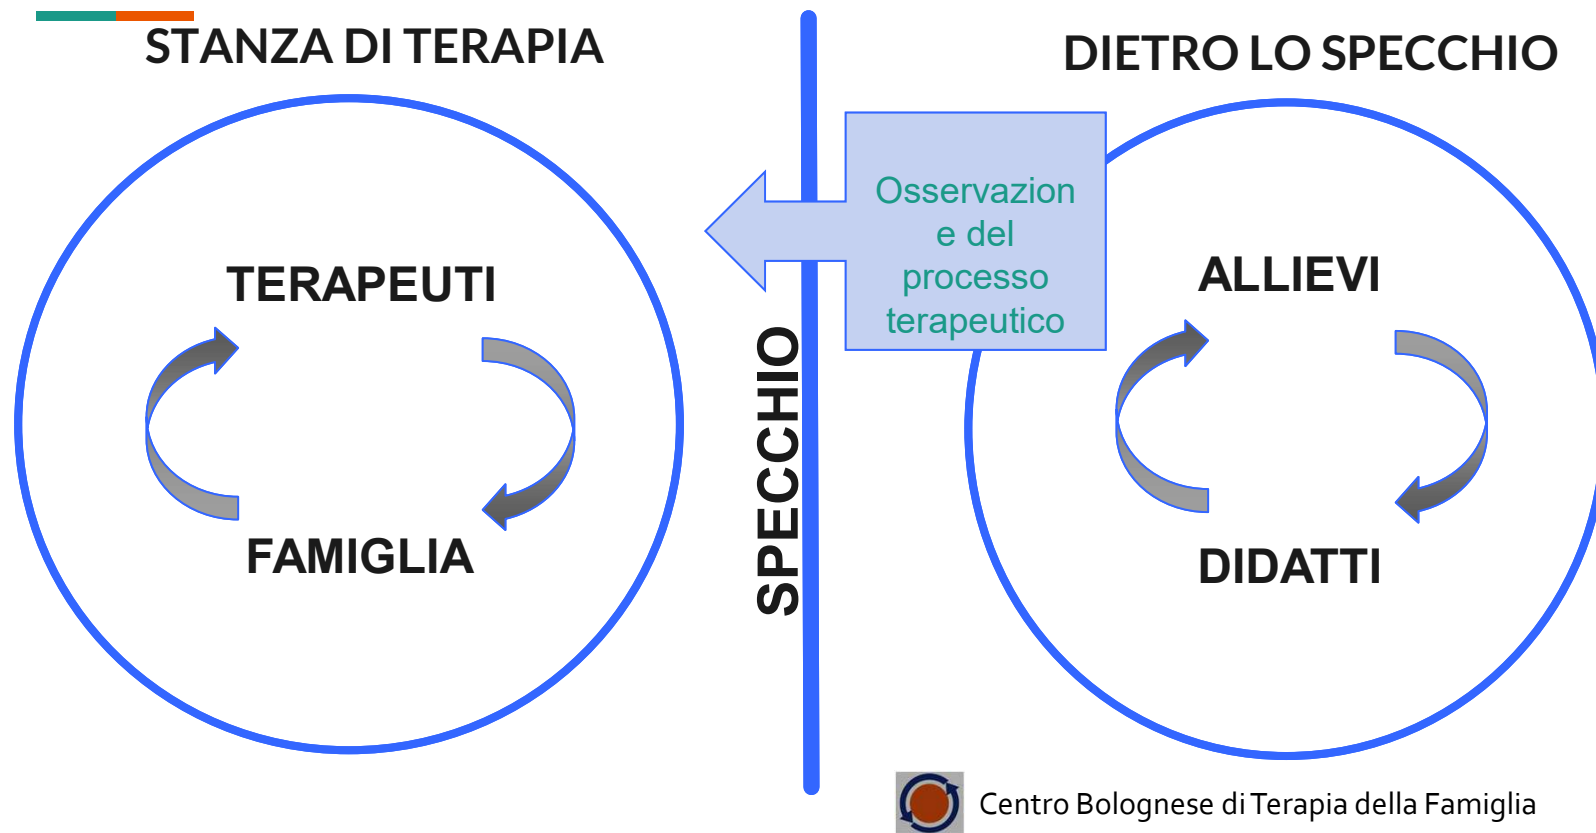 STANZA DI TERAPIA
DIETRO LO SPECCHIO
Osservazion
e del
processo
terapeutico
TERAPEUTI
ALLIEVI
SPECCHIO
FAMIGLIA
DIDATTI
Centro Bolognese di Terapia della Famiglia